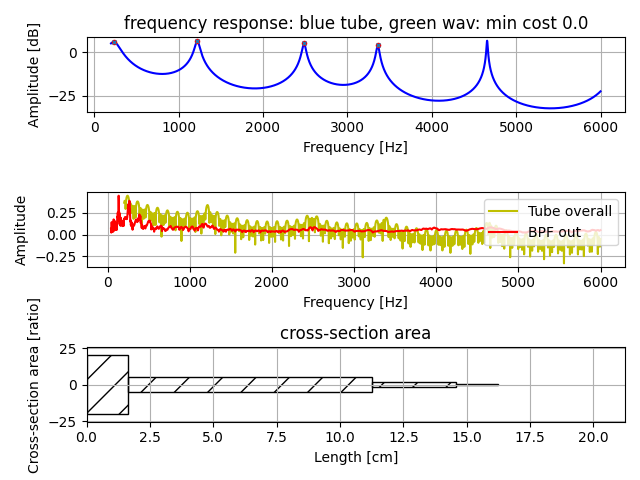 frequency response: blue tube, green wav: min cost 0.0
Amplitude [dB]
0
−25
0 1000 2000 3000 4000 5000 6000
Frequency [Hz]
Amplitude
0.25
0.00
−0.25
Tube overall
BPF out
0 1000 2000 3000 4000 5000 6000
Frequency [Hz]
cross-section area
Cross-section area [ratio]
25
0
−25
0.0 2.5 5.0 7.5 10.0 12.5 15.0 17.5 20.0
Length [cm]